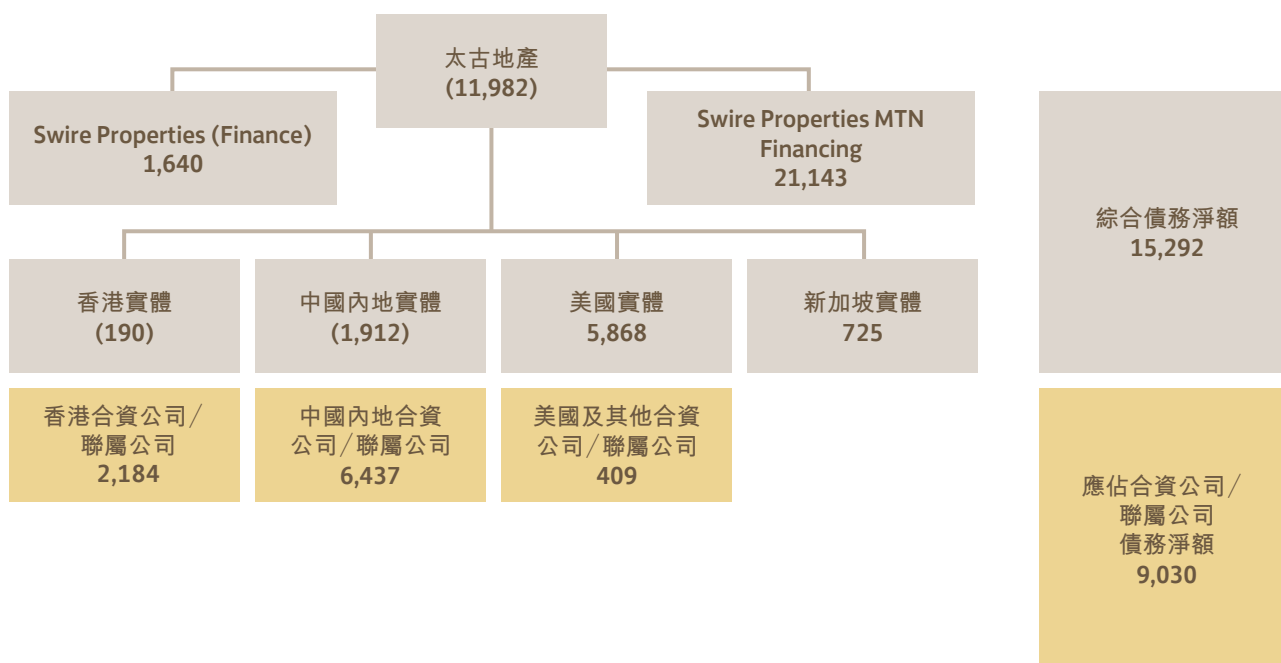 太古地產
(11,982)
Swire Properties (Finance)
1,640
Swire Properties MTN
Financing
21,143
綜合債務淨額
15,292
香港實體
(190)
中國內地實體
(1,912)
美國實體
5,868
新加坡實體
725
香港合資公司/
聯屬公司
2,184
中國內地合資
公司/聯屬公司
6,437
美國及其他合資
公司/聯屬公司
409
應佔合資公司/
聯屬公司
債務淨額
9,030